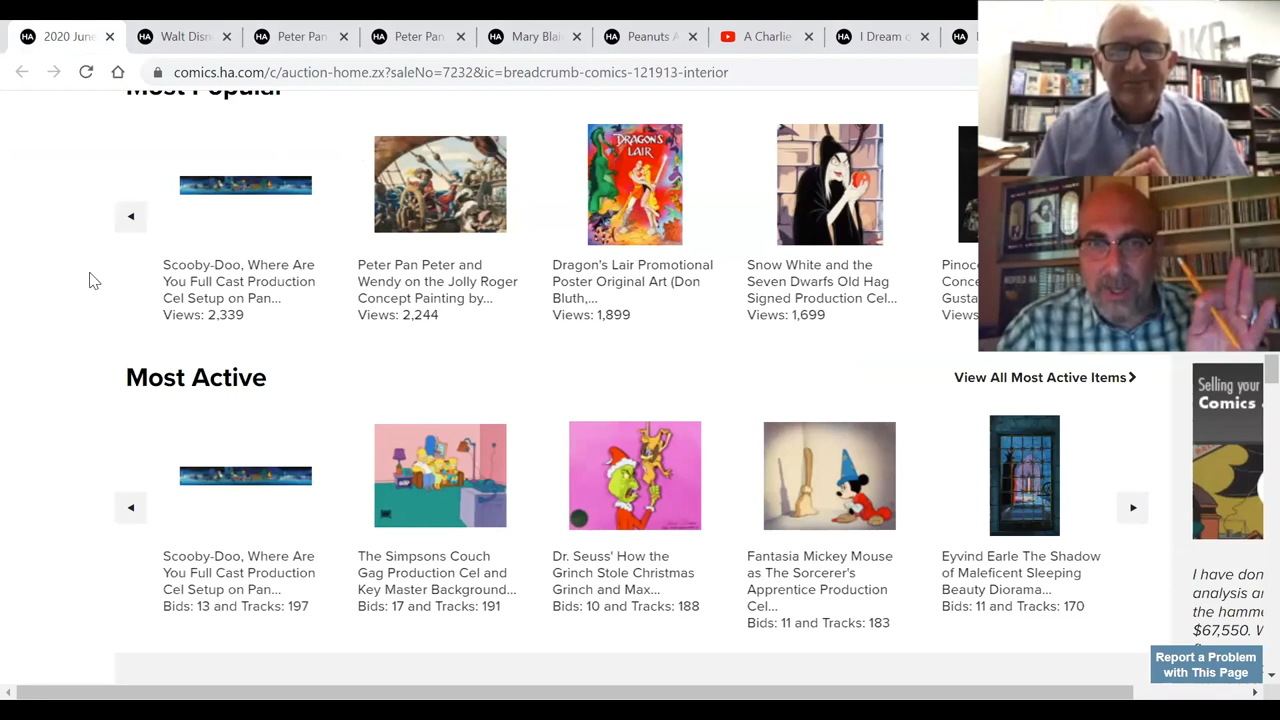 2020 June
Walt Disn
Peter Pan
Peter Pan
Mary Blai
Peanuts A
A Charlie
I Dream o
comics.ha.com/c/auction-home.zx?saleNo=7232&ic=breadcrumb-comics-121913-interior
Most Popular
DRAGON'S
LAIR
Scooby-Doo, Where Are
You Full Cast Production
Cel Setup on Pan...
Views: 2,339
Peter Pan Peter and
Wendy on the Jolly Roger
Concept Painting by...
Views: 2,244
Dragon's Lair Promotional
Poster Original Art (Don
Bluth,...
Views: 1,899
Snow White and the
Seven Dwarfs Old Hag
Signed Production Cel...
Views: 1,699
Pinoc
Conce
Gusta
Views
Most Active
View All Most Active Items
Scooby-Doo, Where Are
You Full Cast Production
Cel Setup on Pan...
Bids: 13 and Tracks: 197
The Simpsons Couch
Gag Production Cel and
Key Master Background...
Bids: 17 and Tracks: 191
Dr. Seuss' How the
Grinch Stole Christmas
Grinch and Max...
Bids: 10 and Tracks: 188
Fantasia Mickey Mouse
as The Sorcerer's
Apprentice Production
Cel...
Bids: 11 and Tracks: 183
Eyvind Earle The Shadow
of Maleficent Sleeping
Beauty Diorama...
Bids: 11 and Tracks: 170
Selling your
Comics
I have don
analysis a
the hamme
$67,550. W
Report a Problem
with This Page